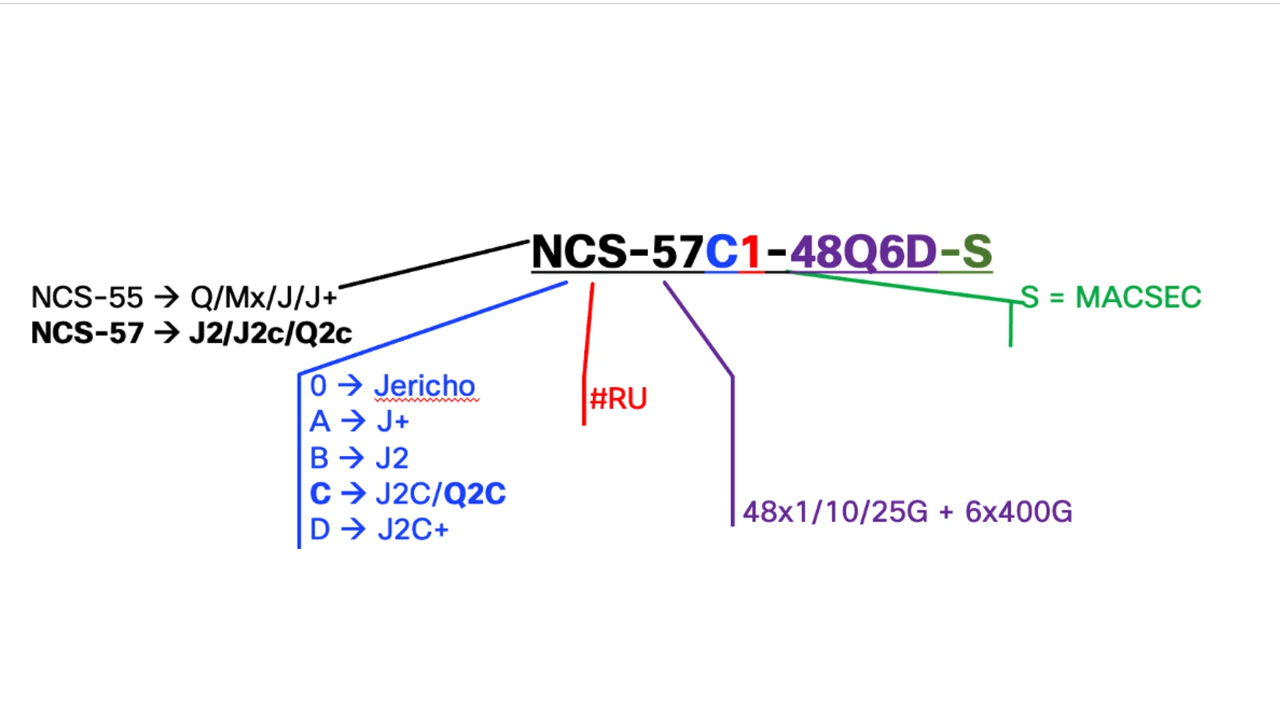 NCS-57C1-48Q6D-S
NCS-55 → Q/Mx/J/J+
NCS-57 → J2/J2c/Q2c
S = MACSEC
0 → Jericho
A → J+
B → J2
C → J2C/Q2C
D → J2C+
#RU
48x1/10/25G + 6x400G